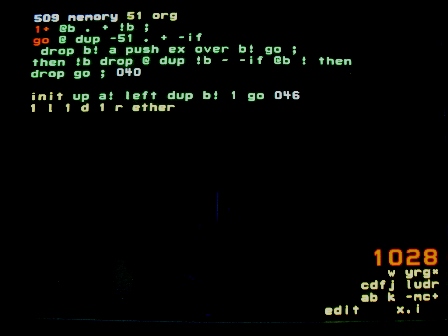 509 memory 51 org
1+ @b . + !b ;
go @ dup -51 . + -if
drop b! a push ex over b! go ;
then !b drop @ dup !b - -if @b ! then
drop go ; 040
init up a! left dup b! 1 go 046
1 l 1 d 1 r ether
1028
w yrg*
cdfj ludr
ab k -mc+
edit x.i